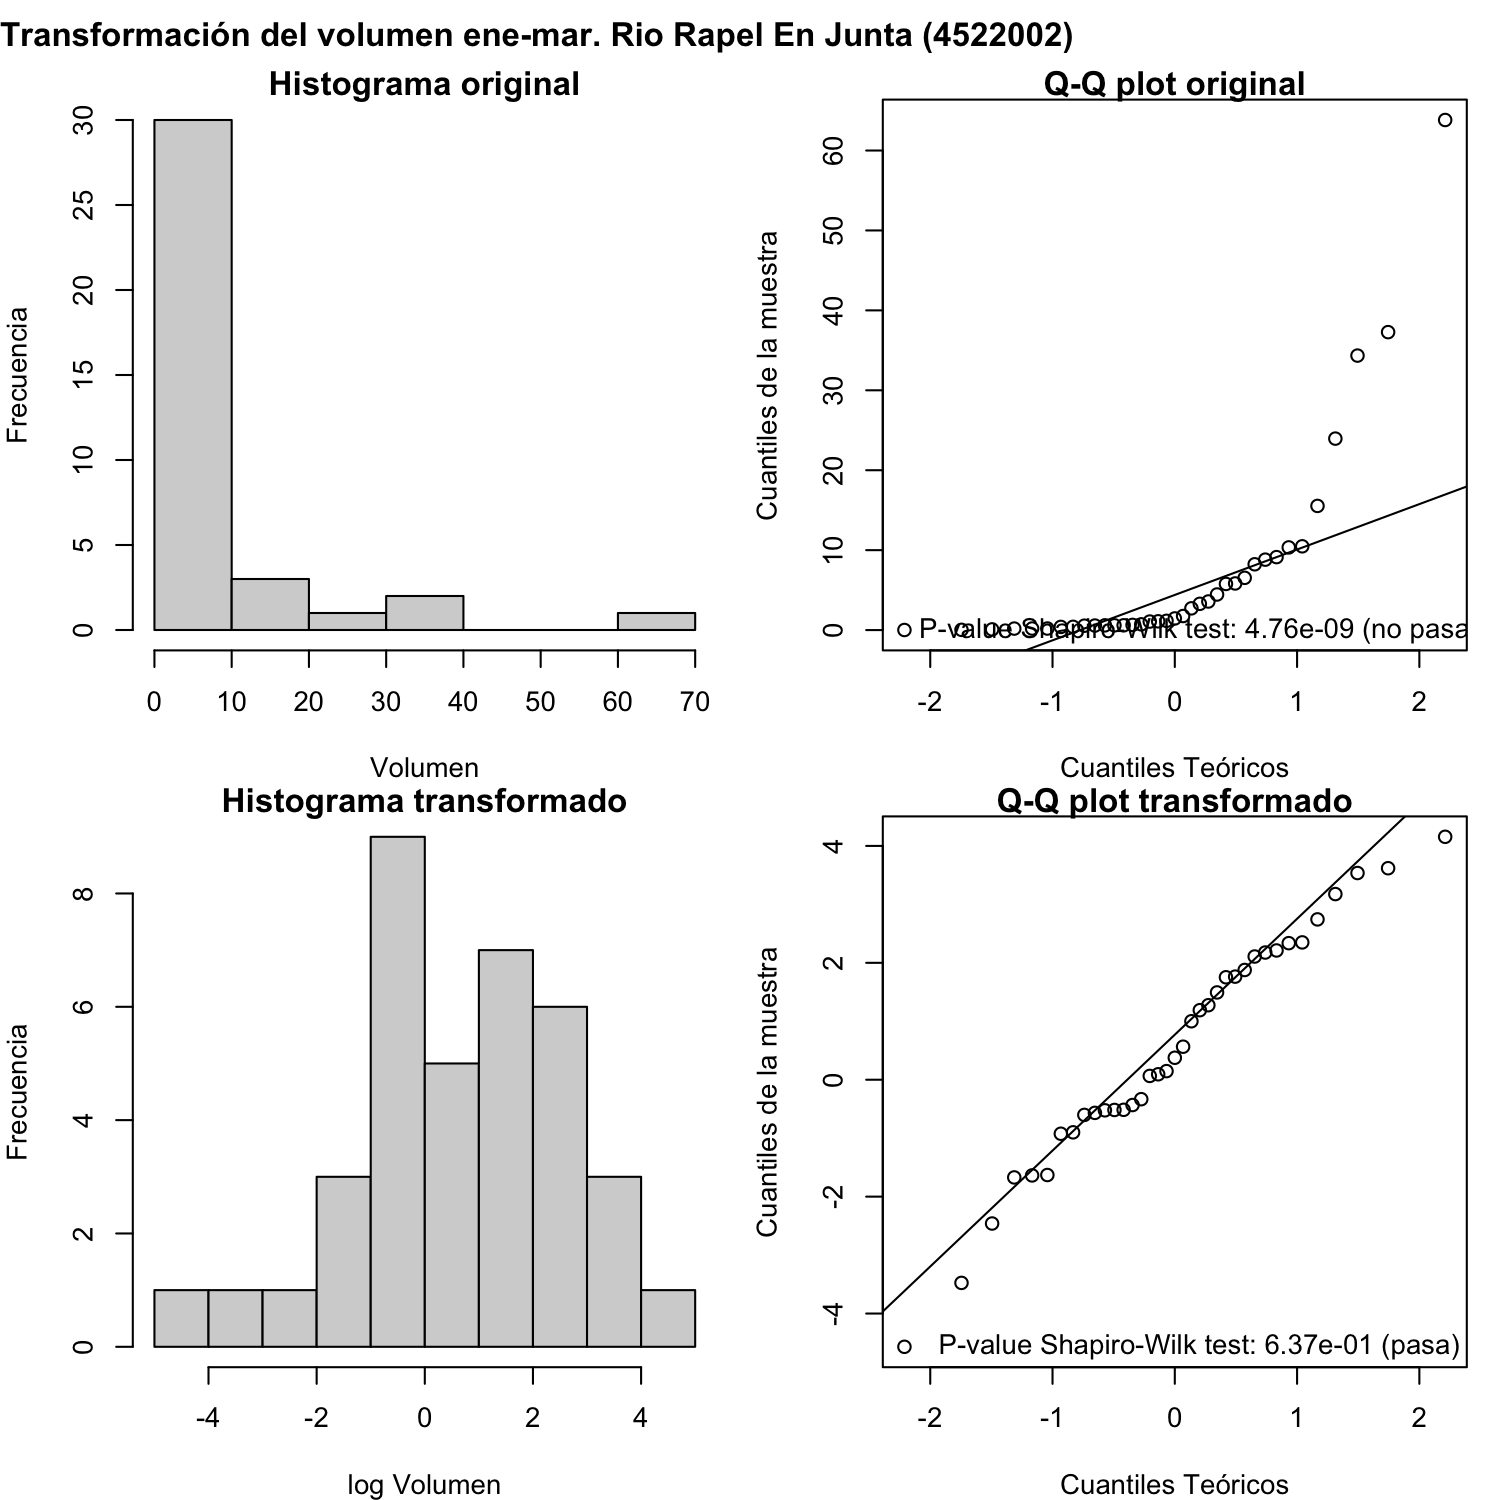 Transformación del volumen ene-mar. Rio Rapel En Junta (4522002)
Histograma original
Frecuencia
30
25
20
15
10
5
0
0 10 20 30 40 50 60 70
Volumen
Q-Q plot original
Cuantiles de la muestra
60
50
40
30
20
10
0
P-value Shapiro-Wilk test: 4.76e-09 (no pasa
-2 -1 0 1 2
Cuantiles Teóricos
Histograma transformado
Frecuencia
8
6
4
2
0
-4 -2 0 2 4
log Volumen
Q-Q plot transformado
Cuantiles de la muestra
4
2
0
-2
-4
P-value Shapiro-Wilk test: 6.37e-01 (pasa)
-2 -1 0 1 2
Cuantiles Teóricos